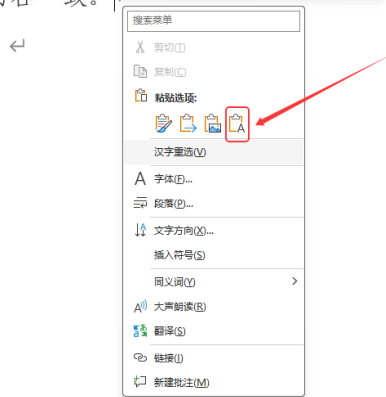 一致。
搜索菜单
剪切(T)
复制(C)
粘贴选项:
A
汉字重选(V)
字体(F)...
段落(P)...
文字方向(X)...
插入符号(S)
同义词(Y)
大声朗读(R)
翻译(S)
链接(I)
新建批注(M)